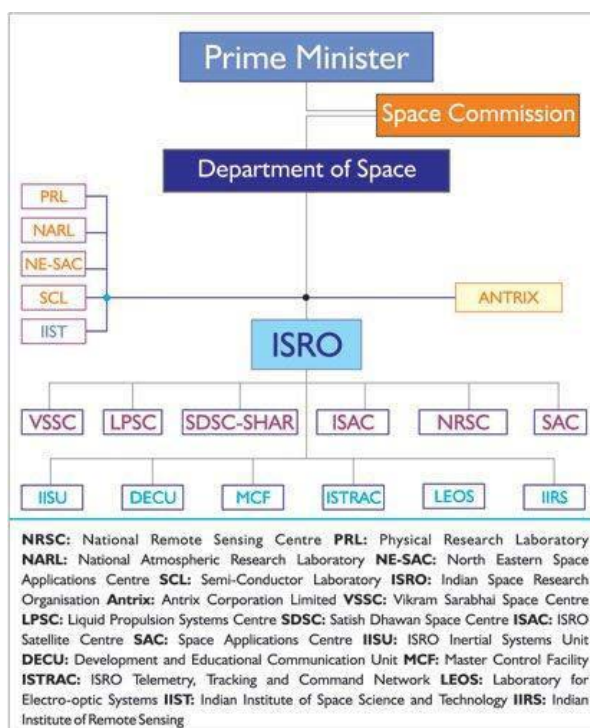 Prime Minister
Space Commission
Department of Space
PRL
NARL
NE-SAC
SCL
IIST
ANTRIX
ISRO
VSSC
LPSC
SDSC-SHAR
ISAC
NRSC
SAC
IISU
DECU
MCF
ISTRAC
LEOS
IIRS
NRSC: National Remote Sensing Centre PRL: Physical Research Laboratory
NARL: National Atmospheric Research Laboratory NE-SAC: North Eastern Space
Applications Centre SCL: Semi-Conductor Laboratory ISRO: Indian Space Research
Organisation Antrix: Antrix Corporation Limited VSSC: Vikram Sarabhai Space Centre
LPSC: Liquid Propulsion Systems Centre SDSC: Satish Dhawan Space Centre ISAC: ISRO
Satellite Centre SAC: Space Applications Centre IISU: ISRO Inertial Systems Unit
DECU: Development and Educational Communication Unit MCF: Master Control Facility
ISTRAC: ISRO Telemetry, Tracking and Command Network LEOS: Laboratory for
Electro-optic Systems IIST: Indian Institute of Space Science and Technology IIRS: Indian
Institute of Remote Sensing